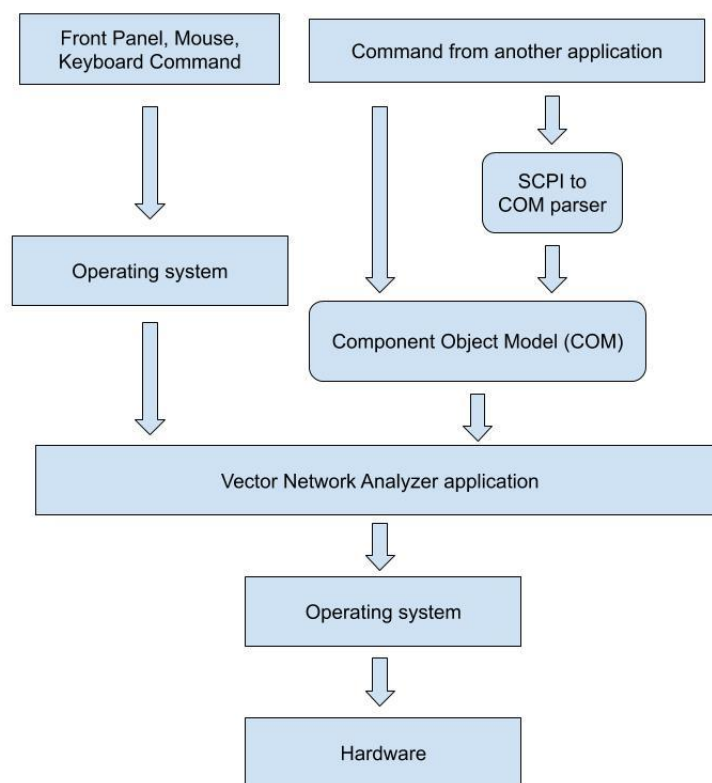 Front Panel, Mouse,
Keyboard Command
Command from another application
SCPI to
COM parser
Operating system
Component Object Model (COM)
Vector Network Analyzer application
Operating system
Hardware